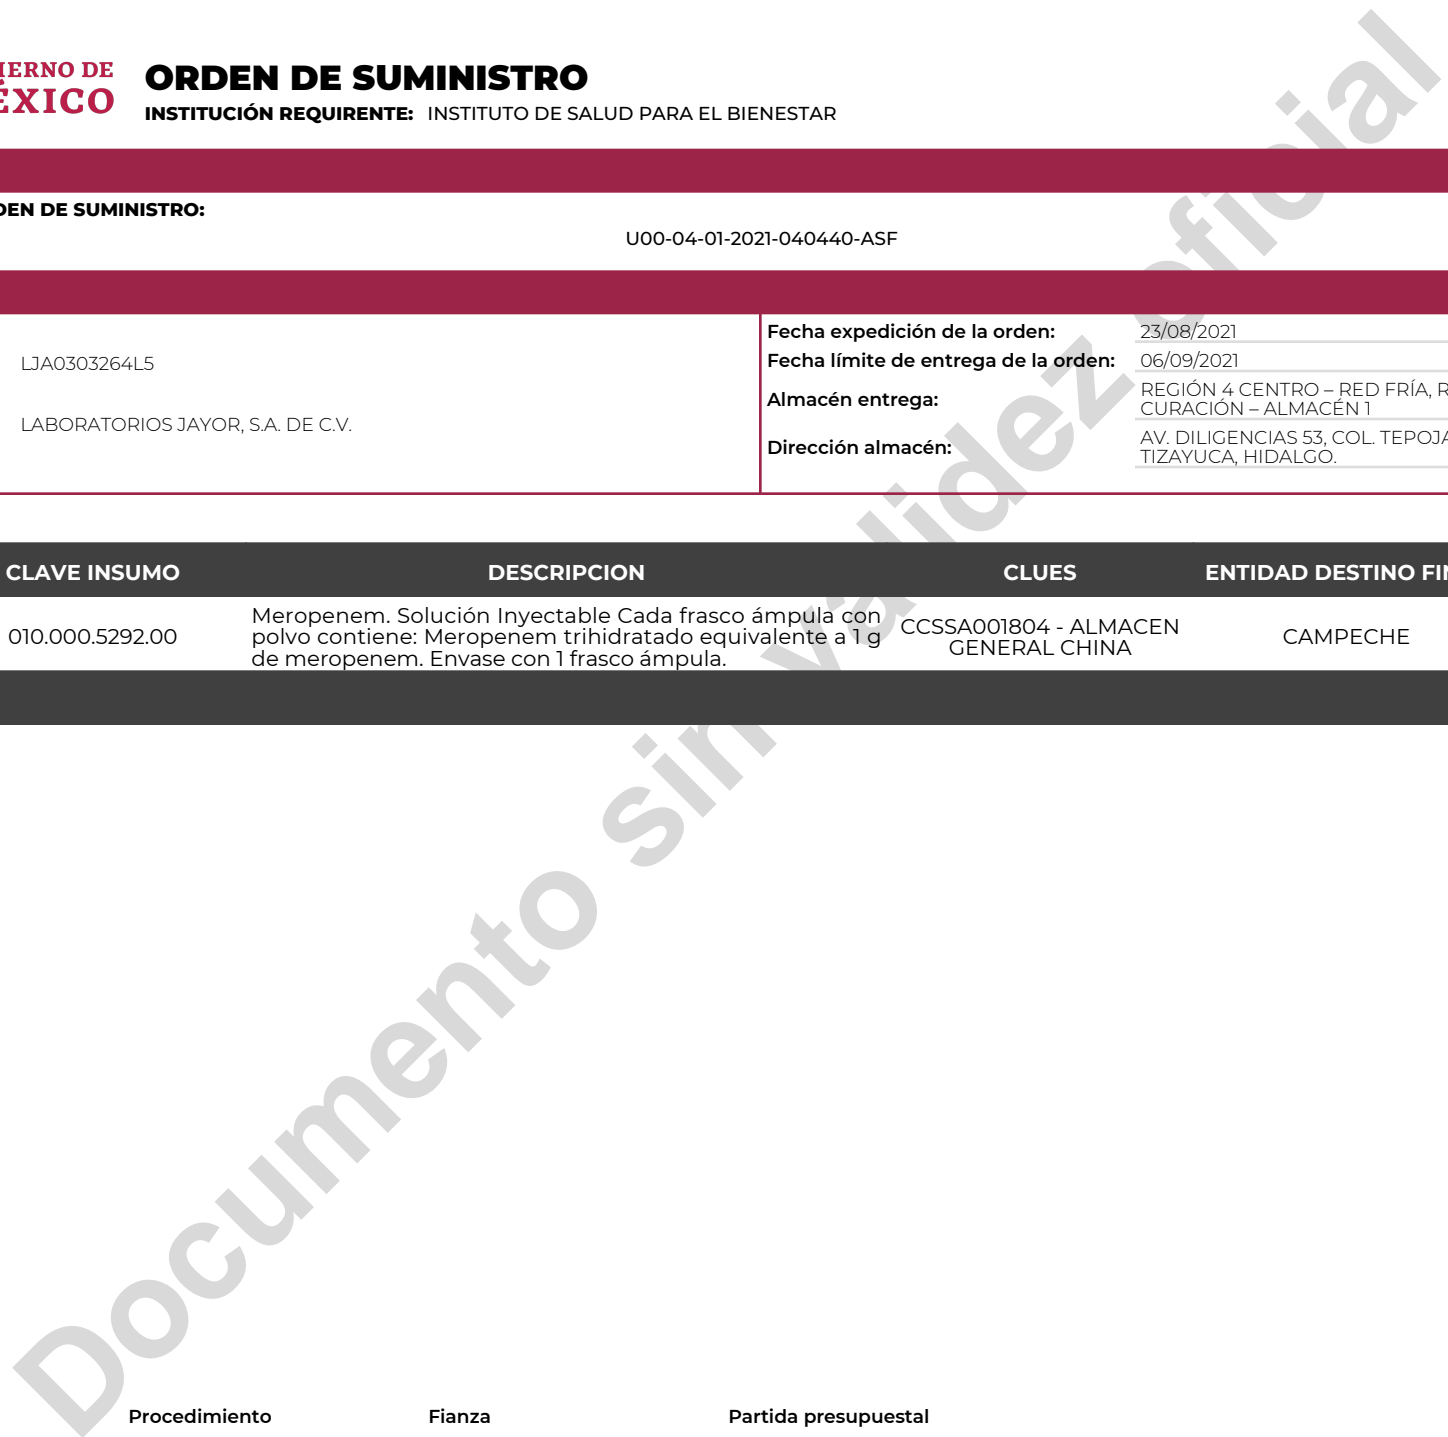 IERNO DE
ÉXICO
ORDEN DE SUMINISTRO
INSTITUCIÓN REQUIRENTE: INSTITUTO DE SALUD PARA EL BIENESTAR
DEN DE SUMINISTRO:
U00-04-01-2021-040440-ASF
LJA0303264L5
LABORATORIOS JAYOR, S.A. DE C.V.
Fecha expedición de la orden: 23/08/2021
Fecha límite de entrega de la orden: 06/09/2021
Almacén entrega: REGIÓN 4 CENTRO – RED FRÍA, R
CURACIÓN – ALMACÉN 1
Dirección almacén: AV. DILIGENCIAS 53, COL. TEPOJA
TIZAYUCA, HIDALGO.
CLAVE INSUMO DESCRIPCION CLUES ENTIDAD DESTINO FIN
010.000.5292.00
Meropenem. Solución Inyectable Cada frasco ámpula con
polvo contiene: Meropenem trihidratado equivalente a 1 g
de meropenem. Envase con 1 frasco ámpula.
CCSSA001804 - ALMACEN
GENERAL CHINA
CAMPECHE
Documento sin validez oficial
Procedimiento Fianza Partida presupuestal